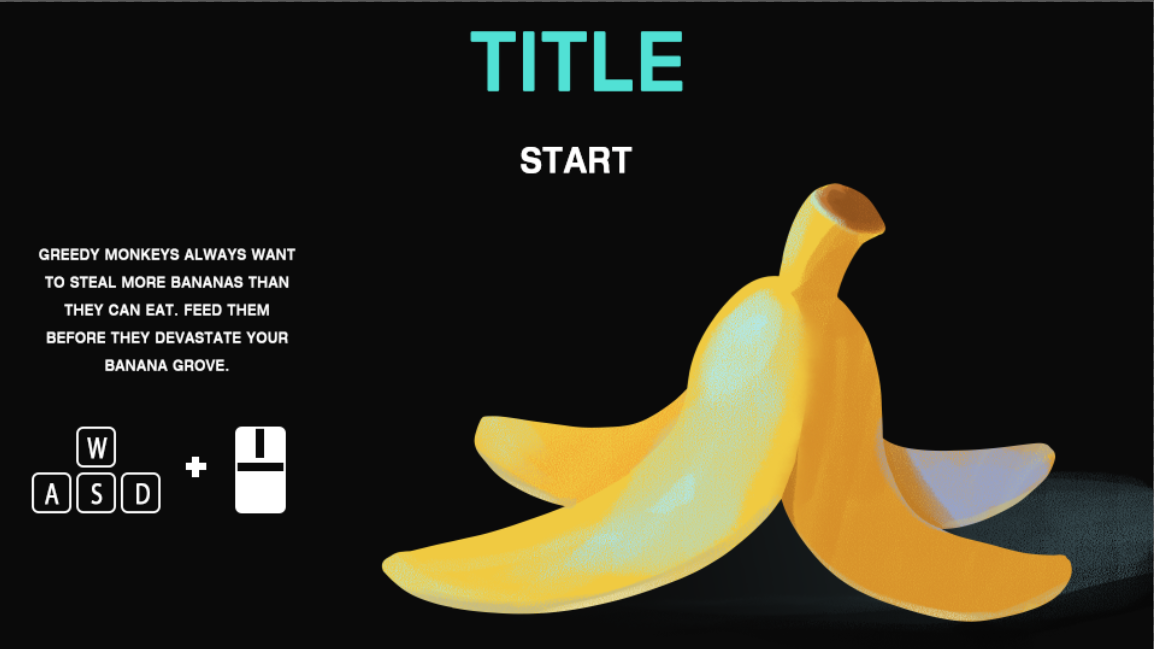 TITLE
START
GREEDY MONKEYS ALWAYS WANT
TO STEAL MORE BANANAS THAN
THEY CAN EAT. FEED THEM
BEFORE THEY DEVASTATE YOUR
BANANA GROVE.
W
+
A S D